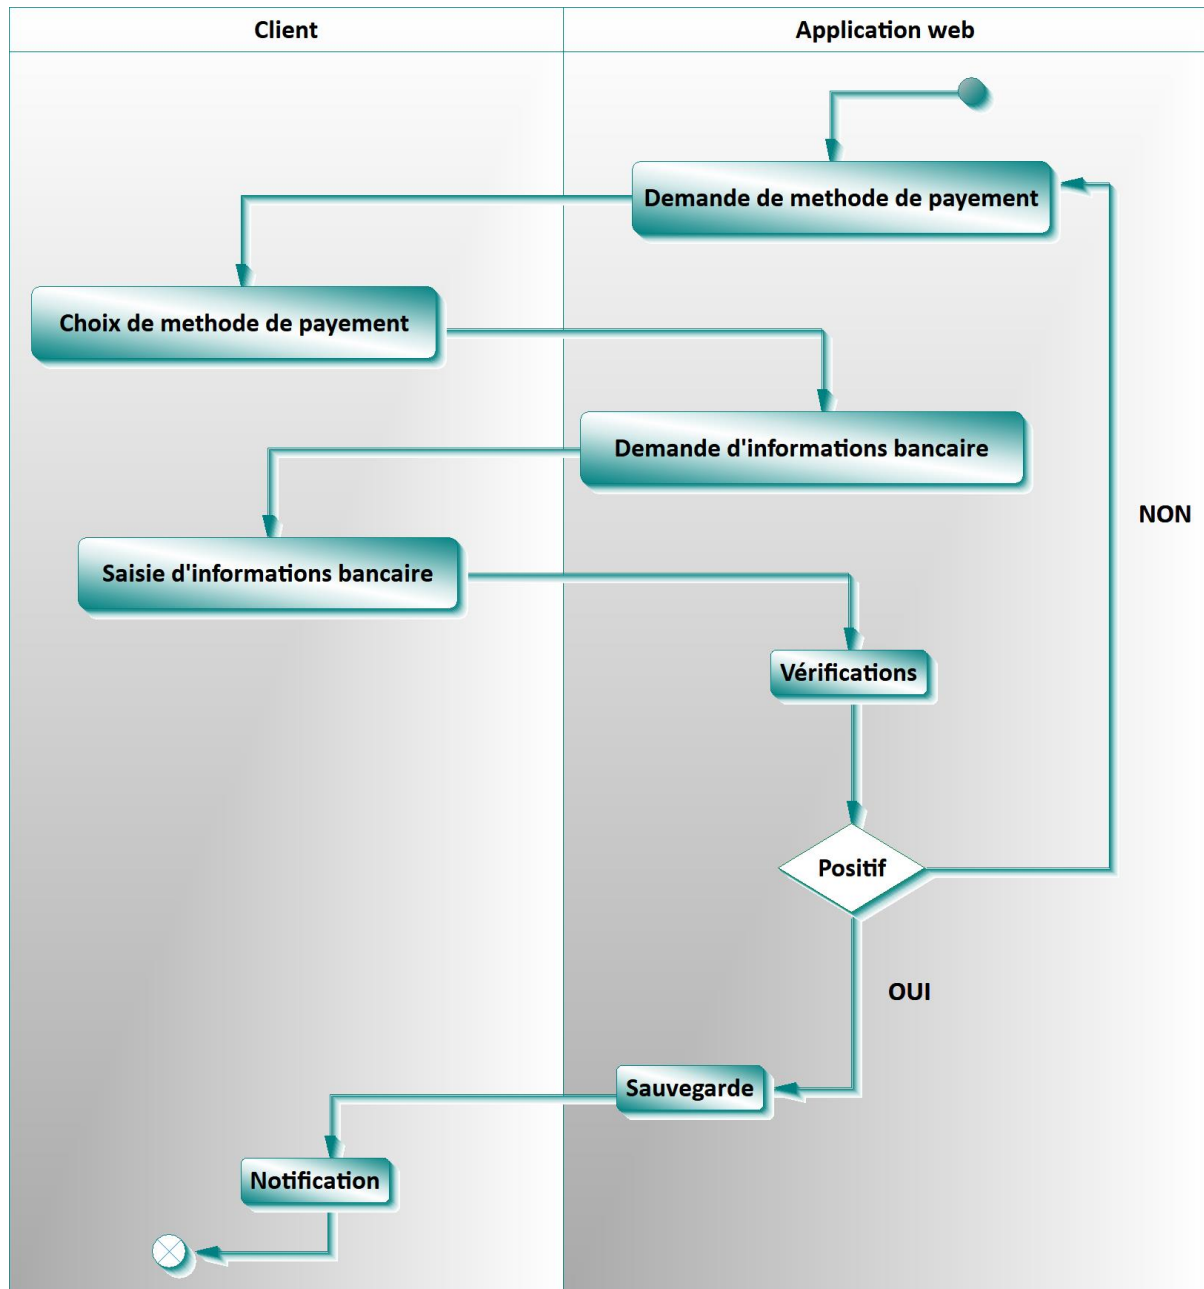 Client
Application web
Demande de methode de payement
Choix de methode de payement
Demande d'informations bancaire
NON
Saisie d'informations bancaire
Vérifications
Positif
OUI
Sauvegarde
Notification